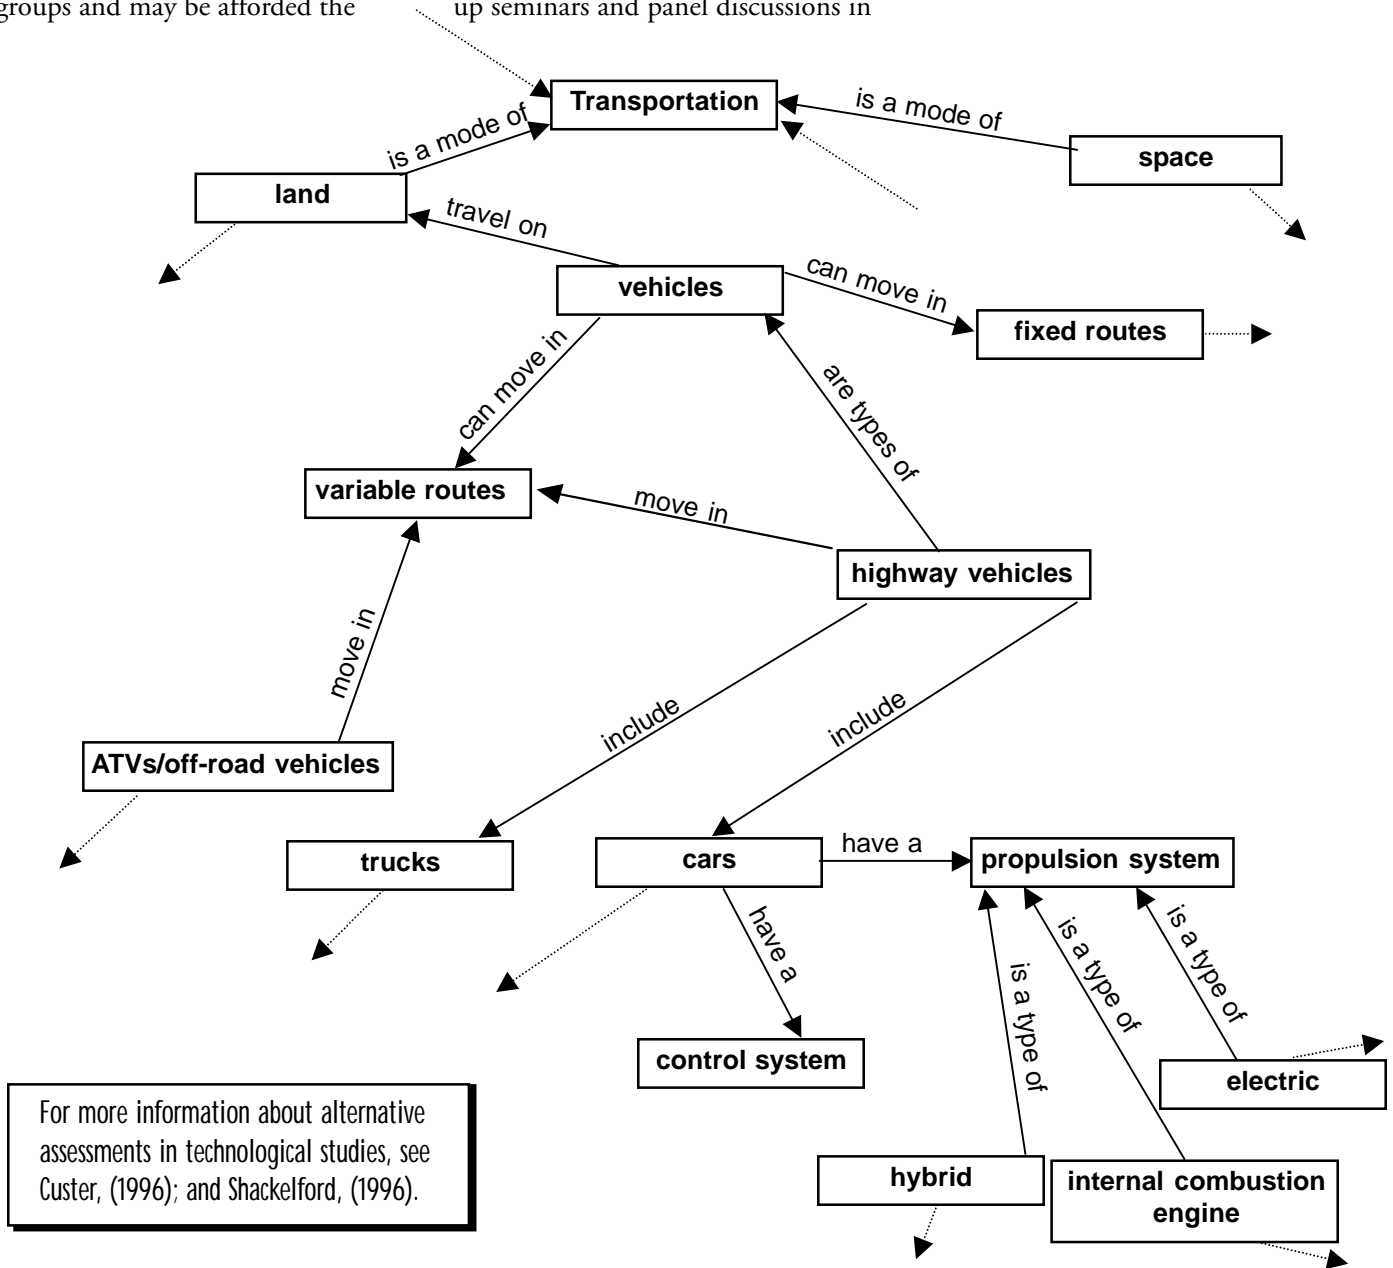 groups and may be afforded the
up seminars and panel discussions in
Transportation
is a mode of
is a mode of
space
land
travel on
vehicles
can move in
fixed routes
can move in
are types of
variable routes
move in
highway vehicles
move in
include
include
ATVs/off-road vehicles
trucks
cars
have a
propulsion system
have a
is a type of
is a type of
is a type of
control system
electric
For more information about alternative
assessments in technological studies, see
Custer, (1996); and Shackelford, (1996).
hybrid
internal combustion
engine